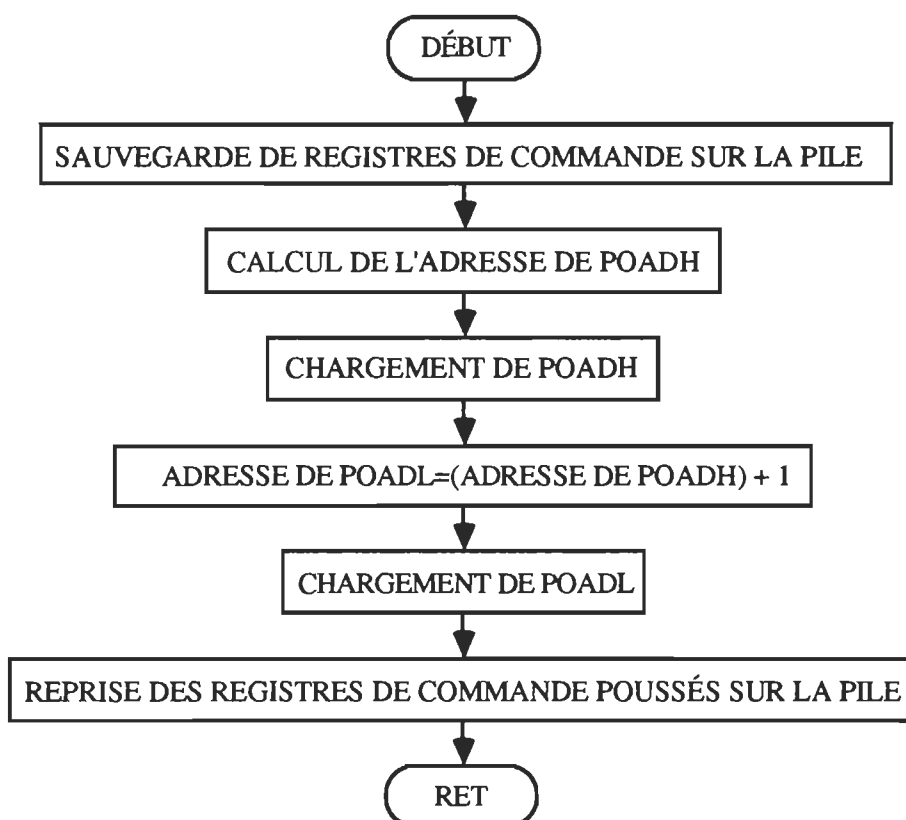 DÉBUT
SAUVEGARDE DE REGISTRES DE COMMANDE SUR LA PILE
CALCUL DE L'ADRESSE DE POADH
CHARGEMENT DE POADH
ADRESSE DE POADL=(ADRESSE DE POADH) + 1
CHARGEMENT DE POADL
REPRISE DES REGISTRES DE COMMANDE POUSSÉS SUR LA PILE
RET